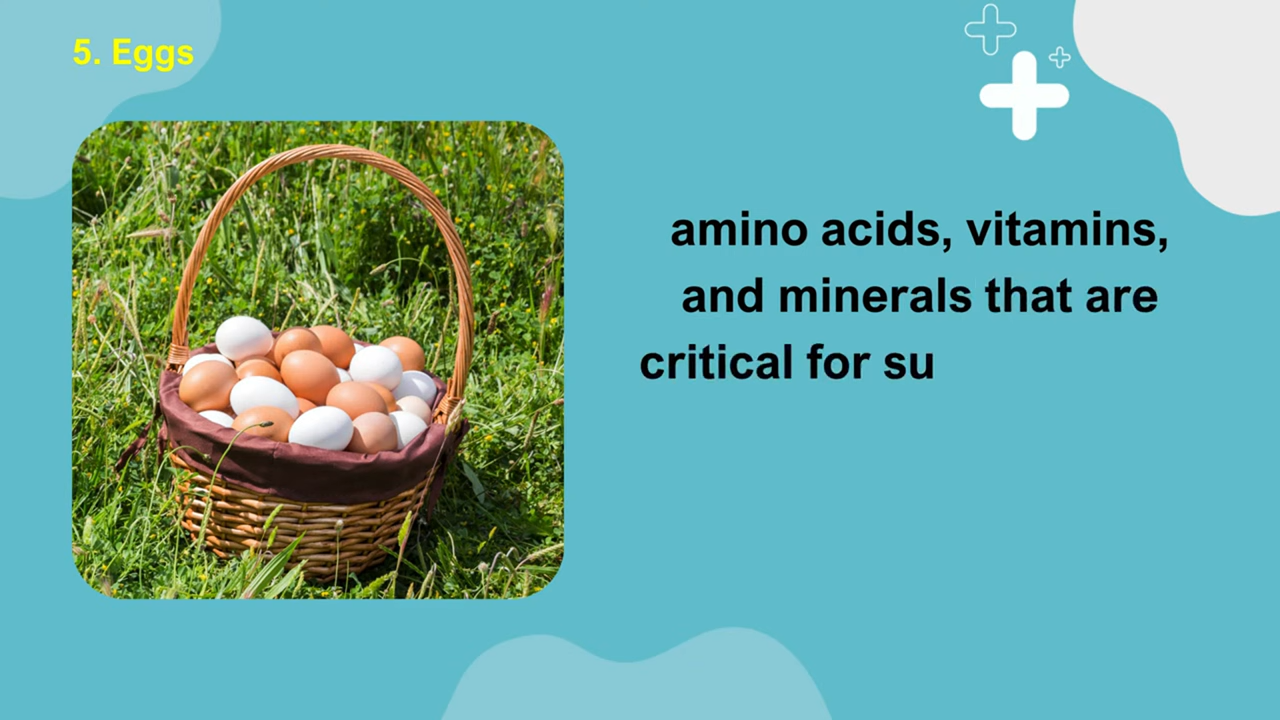 5. Eggs
amino acids, vitamins,
and minerals that are
critical for su